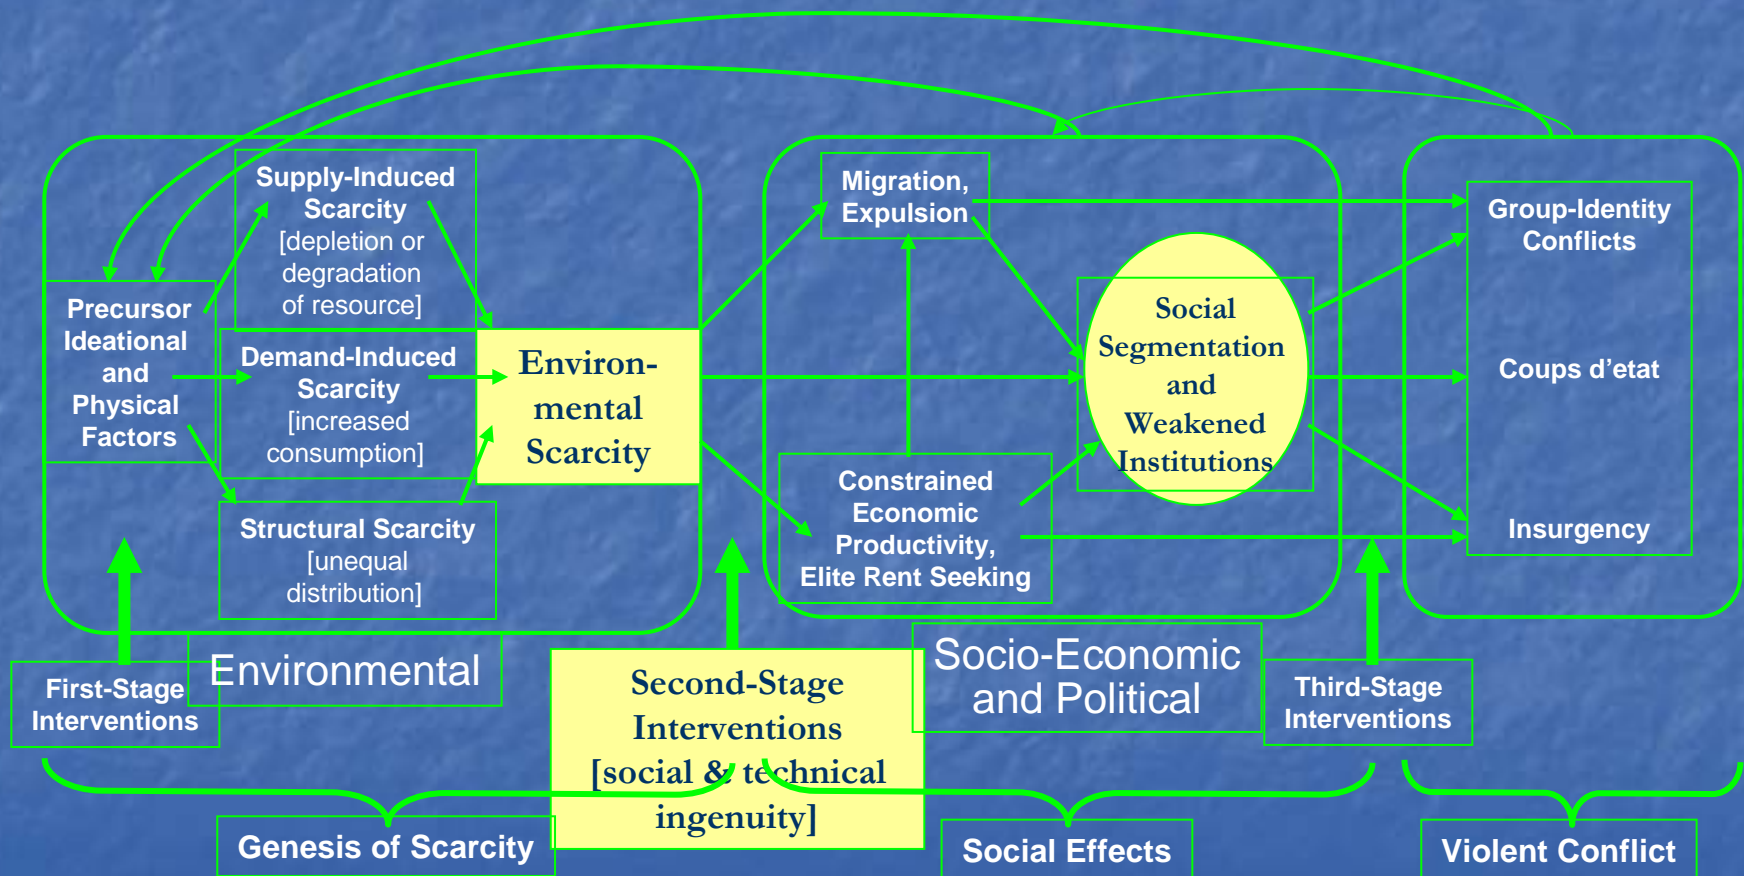 Supply-Induced
Scarcity
[depletion or
degradation
of resource]
Precursor
Ideational
and
Physical
Factors
Demand-Induced
Scarcity
[increased
consumption]
Structural Scarcity
[unequal
distribution]
Environ-
mental
Scarcity
Migration,
Expulsion
Constrained
Economic
Productivity,
Elite Rent Seeking
Social
Segmentation
and
Weakened
Institutions
Group-Identity
Conflicts
Coups d’etat
Insurgency
First-Stage
Interventions
Environmental
Second-Stage
Interventions
[social & technical
ingenuity]
Socio-Economic
and Political
Third-Stage
Interventions
Genesis of Scarcity
Social Effects
Violent Conflict